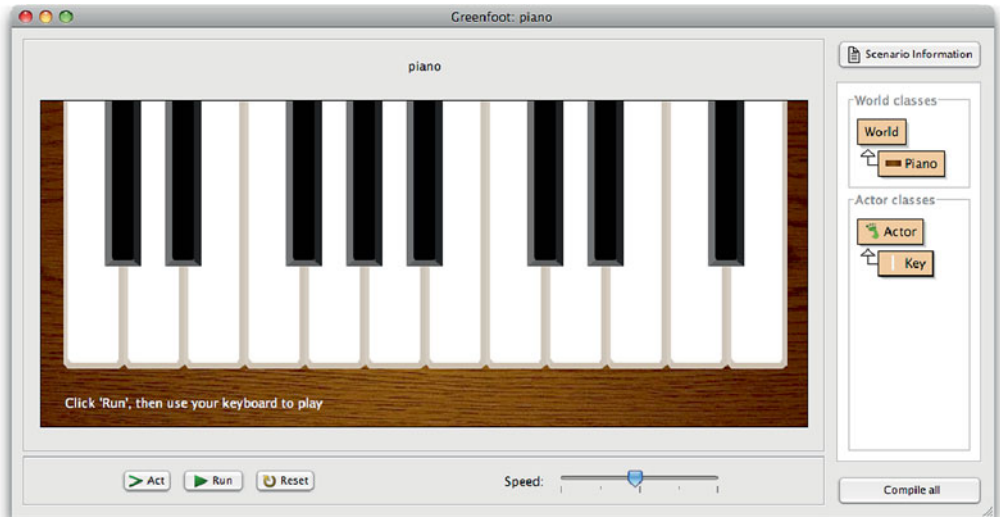 Greenfoot: piano
piano
Scenario Information
World classes
World
Piano
Actor classes
Actor
Key
Click 'Run', then use your keyboard to play
Act
Run
Reset
Speed:
Compile all